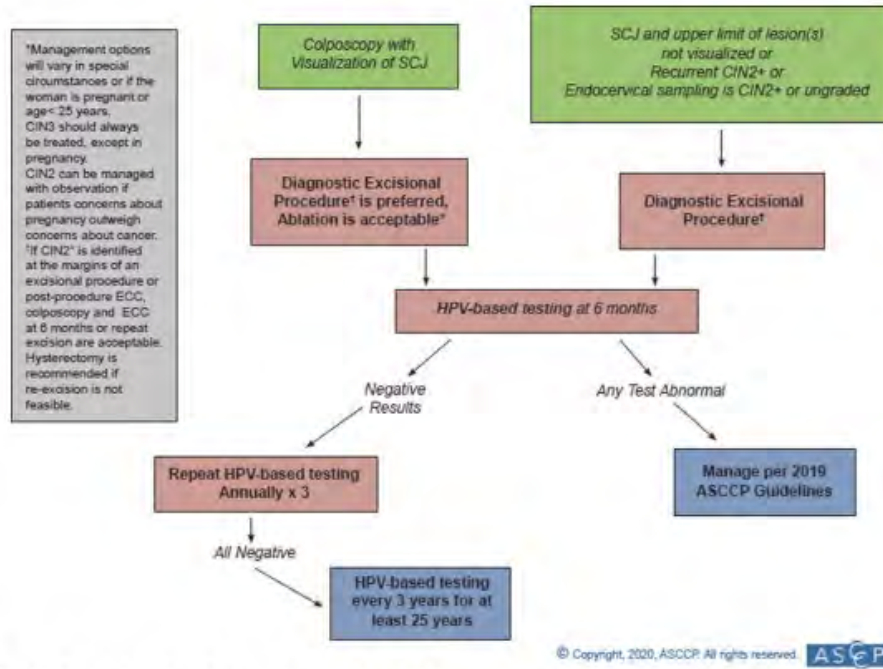 *Management options
will vary in special
circumstances or if the
woman is pregnant or
age< 25 years.
CIN3 should always
be treated, except in
pregnancy.
CIN2 can be managed
with observation if
patients concerns about
pregnancy outweigh
concerns about cancer.
†If CIN2+ is identified
at the margins of an
excisional procedure or
post-procedure ECC,
colposcopy and ECC
at 6 months or repeat
excision are acceptable.
Hysterectomy is
recommended if
re-excision is not
feasible.
Colposcopy with
Visualization of SCJ
SCJ and upper limit of lesion(s)
not visualized or
Recurrent CIN2+ or
Endocervical sampling is CIN2+ or ungraded
Diagnostic Excisional
Procedure† is preferred,
Ablation is acceptable*
Diagnostic Excisional
Procedure†
HPV-based testing at 6 months
Negative
Results
Any Test Abnormal
Repeat HPV-based testing
Annually x 3
Manage per 2019
ASCCP Guidelines
All Negative
HPV-based testing
every 3 years for at
least 25 years
© Copyright, 2020, ASCCP. All rights reserved.
ASCCP